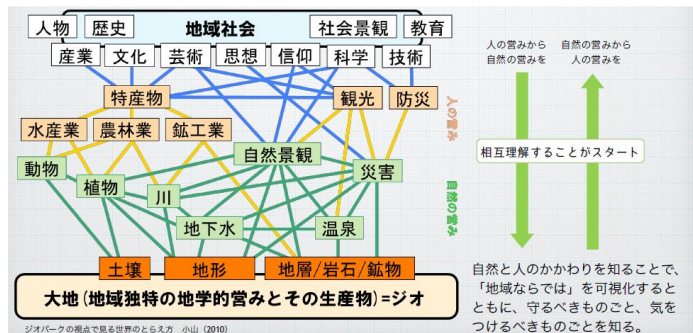 人物 歴史 地域社会 社会景観 教育
産業 文化 芸術 思想 信仰 科学 技術
特産物 観光 防災
水産業 農林業 鉱工業
人の営み
動物 植物 川 自然景観 災害
地下水 温泉
自然の営み
土壌 地形 地層/岩石/鉱物
大地(地域独特の地学的営みとその生産物)=ジオ
ジオパークの視点で見る世界のとらえ方 小山(2010)
人の営みから
自然の営みを
自然の営みから
人の営みを
相互理解することがスタート
自然と人のかかわりを知ることで、
「地域ならでは」を可視化すると
ともに、守るべきものごと、気を
つけるべきものごとを知る。